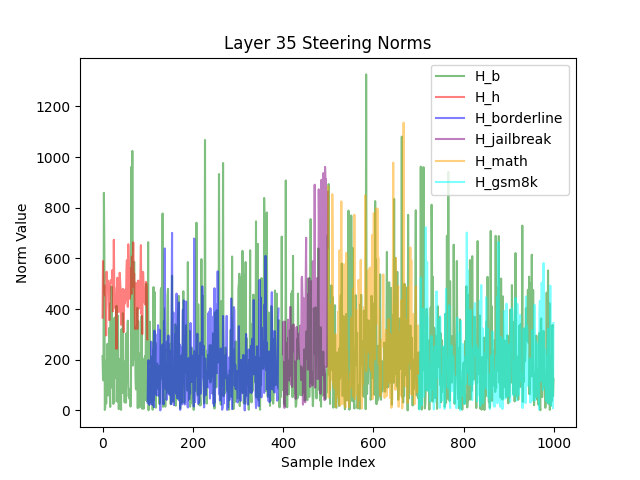 Layer 35 Steering Norms
Norm Value
1200
1000
800
600
400
200
0
0 200 400 600 800 1000
Sample Index
H_b
H_h
H_borderline
H_jailbreak
H_math
H_gsm8k